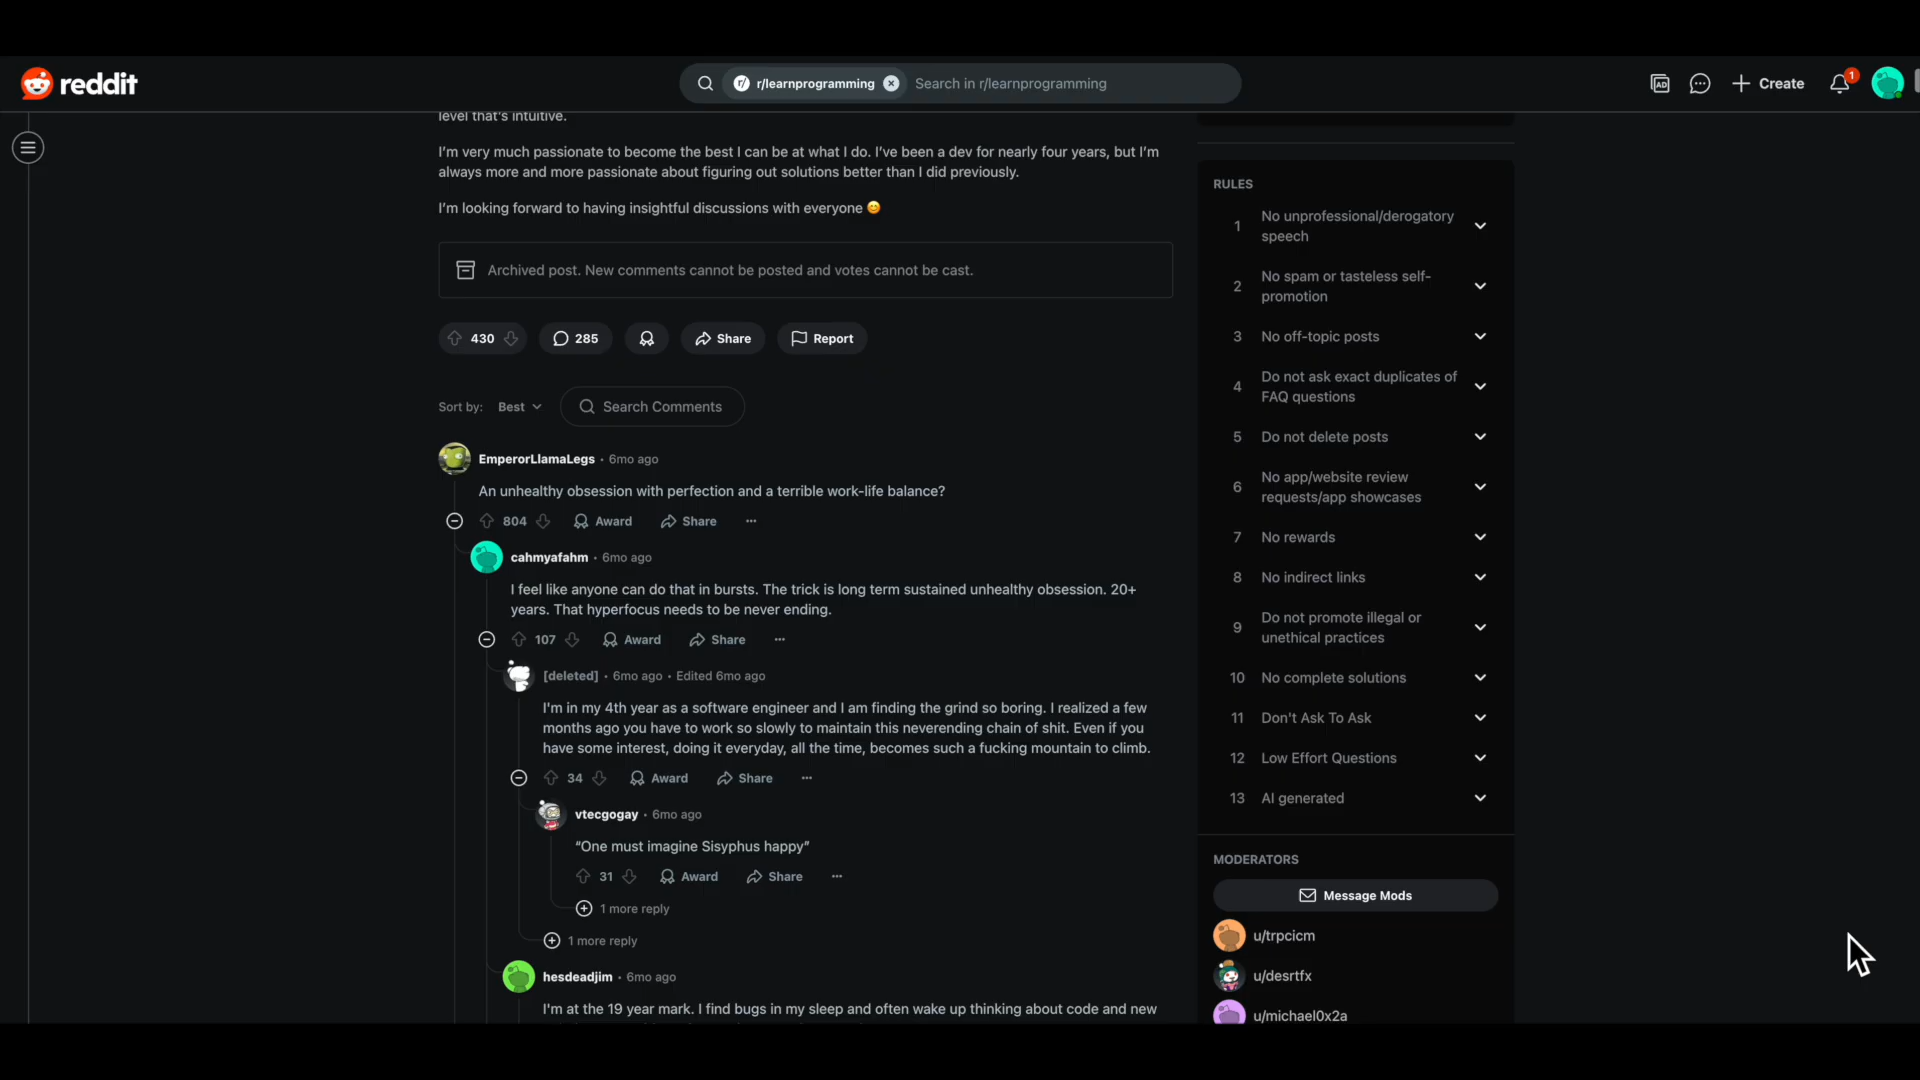 reddit
r/learnprogramming
Search in r/learnprogramming
AD
Create
1
level that's intuitive.
I'm very much passionate to become the best I can be at what I do. I've been a dev for nearly four years, but I'm
always more and more passionate about figuring out solutions better than I did previously.
I'm looking forward to having insightful discussions with everyone 😊
Archived post. New comments cannot be posted and votes cannot be cast.
430
285
Share
Report
Sort by: Best
Search Comments
EmperorLlamaLegs • 6mo ago
An unhealthy obsession with perfection and a terrible work-life balance?
804
Award
Share
cahmyafahm • 6mo ago
I feel like anyone can do that in bursts. The trick is long term sustained unhealthy obsession. 20+
years. That hyperfocus needs to be never ending.
107
Award
Share
[deleted] • 6mo ago • Edited 6mo ago
I'm in my 4th year as a software engineer and I am finding the grind so boring. I realized a few
months ago you have to work so slowly to maintain this neverending chain of shit. Even if you
have some interest, doing it everyday, all the time, becomes such a fucking mountain to climb.
34
Award
Share
vtecgogay • 6mo ago
“One must imagine Sisyphus happy”
31
Award
Share
1 more reply
1 more reply
hesdeadjim • 6mo ago
I'm at the 19 year mark. I find bugs in my sleep and often wake up thinking about code and new
RULES
1 No unprofessional/derogatory
speech
2 No spam or tasteless self-
promotion
3 No off-topic posts
4 Do not ask exact duplicates of
FAQ questions
5 Do not delete posts
6 No app/website review
requests/app showcases
7 No rewards
8 No indirect links
9 Do not promote illegal or
unethical practices
10 No complete solutions
11 Don't Ask To Ask
12 Low Effort Questions
13 AI generated
MODERATORS
Message Mods
u/trpcicm
u/desrtfx
u/michael0x2a